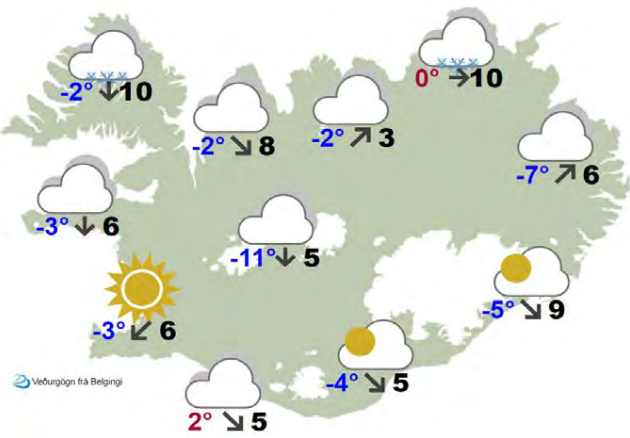 0° → 10
-2° ↓ 10
-2° ↘ 8
-2° ↗ 3
-7° ↗ 6
-3° ↓ 6
-11° ↓ 5
-5° ↘ 9
-3° ↙ 6
-4° ↘ 5
Veðurgögn frá Belgingi
2° ↘ 5